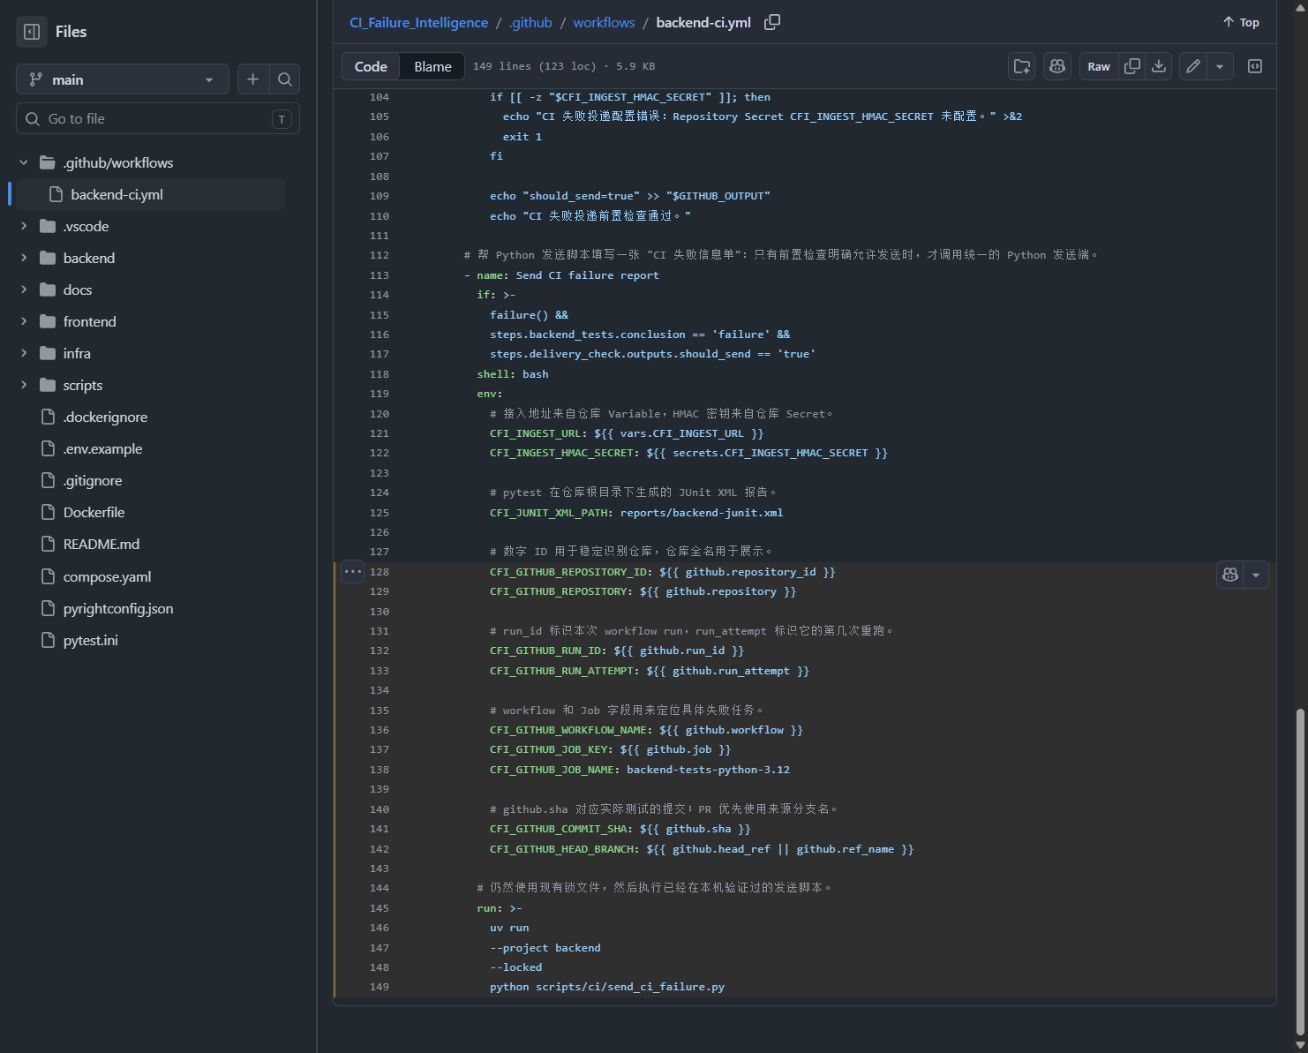 Files
main
Go to file
T
.github/workflows
backend-ci.yml
.vscode
backend
docs
frontend
infra
scripts
.dockerignore
.env.example
.gitignore
Dockerfile
README.md
compose.yaml
pyrightconfig.json
pytest.ini
CI_Failure_Intelligence / .github / workflows / backend-ci.yml
Top
Code Blame 149 lines (123 loc) · 5.9 KB
Raw
104 if [[ -z "$CFI_INGEST_HMAC_SECRET" ]]; then
105 echo "CI 失败投递配置错误：Repository Secret CFI_INGEST_HMAC_SECRET 未配置。" >&2
106 exit 1
107 fi
108
109 echo "should_send=true" >> "$GITHUB_OUTPUT"
110 echo "CI 失败投递前置检查通过。"
111
112 # 帮 Python 发送脚本填写一张 "CI 失败信息单"：只有前置检查明确允许发送时，才调用统一的 Python 发送端。
113 - name: Send CI failure report
114 if: >-
115 failure() &&
116 steps.backend_tests.conclusion == 'failure' &&
117 steps.delivery_check.outputs.should_send == 'true'
118 shell: bash
119 env:
120 # 接入地址来自仓库 Variable，HMAC 密钥来自仓库 Secret。
121 CFI_INGEST_URL: ${{ vars.CFI_INGEST_URL }}
122 CFI_INGEST_HMAC_SECRET: ${{ secrets.CFI_INGEST_HMAC_SECRET }}
123
124 # pytest 在仓库根目录下生成的 JUnit XML 报告。
125 CFI_JUNIT_XML_PATH: reports/backend-junit.xml
126
127 # 数字 ID 用于稳定识别仓库，仓库全名用于展示。
128 CFI_GITHUB_REPOSITORY_ID: ${{ github.repository_id }}
129 CFI_GITHUB_REPOSITORY: ${{ github.repository }}
130
131 # run_id 标识本次 workflow run，run_attempt 标识它的第几次重跑。
132 CFI_GITHUB_RUN_ID: ${{ github.run_id }}
133 CFI_GITHUB_RUN_ATTEMPT: ${{ github.run_attempt }}
134
135 # workflow 和 Job 字段用来定位具体失败任务。
136 CFI_GITHUB_WORKFLOW_NAME: ${{ github.workflow }}
137 CFI_GITHUB_JOB_KEY: ${{ github.job }}
138 CFI_GITHUB_JOB_NAME: backend-tests-python-3.12
139
140 # github.sha 对应实际测试的提交；PR 优先使用来源分支名。
141 CFI_GITHUB_COMMIT_SHA: ${{ github.sha }}
142 CFI_GITHUB_HEAD_BRANCH: ${{ github.head_ref || github.ref_name }}
143
144 # 仍然使用现有锁文件，然后执行已经在本机验证过的发送脚本。
145 run: >-
146 uv run
147 --project backend
148 --locked
149 python scripts/ci/send_ci_failure.py